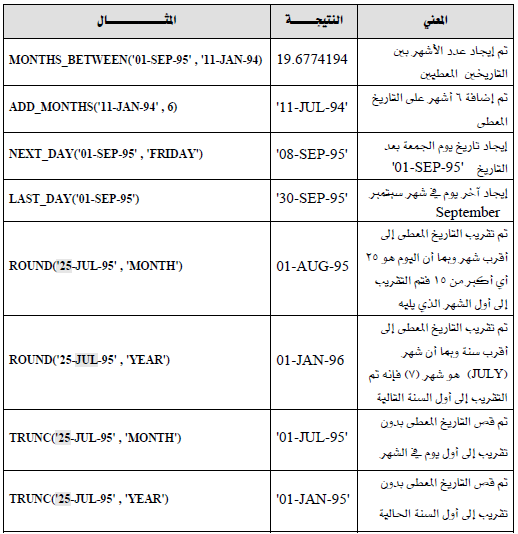 المعني النتيجـــة المثـــــال
ثم إيجاد عدد الأشهر بين
التاريخين المعطيين
19.6774194
MONTHS_BETWEEN('01-SEP-95' , '11-JAN-94)
تم إضافة ٦ أشهر على التاريخ
المعطى
'11-JUL-94'
ADD_MONTHS('11-JAN-94' , 6)
إيجاد تاريخ يوم الجمعة بعد
التاريخ '01-SEP-95'
'08-SEP-95'
NEXT_DAY('01-SEP-95' , 'FRIDAY')
إيجاد آخر يوم في شهر سبتمبر
September
'30-SEP-95'
LAST_DAY('01-SEP-95')
تم تقريب التاريخ المعطى إلى
أقرب شهر وبما أن اليوم هو ٢٥
أي أكبر من ١٥ فتم التقريب
إلى أول الشهر الذي يليه
01-AUG-95
ROUND('25-JUL-95' , 'MONTH')
تم تقريب التاريخ المعطى إلى
أقرب سنة وبما أن شهر
(JULY) هو شهر (٧) فإنه تم
التقريب إلى أول السنة التالية
01-JAN-96
ROUND('25-JUL-95' , 'YEAR')
تم قص التاريخ المعطى بدون
تقريب إلى أول يوم في الشهر
'01-JUL-95'
TRUNC('25-JUL-95' , 'MONTH')
تم قص التاريخ المعطى بدون
تقريب إلى أول السنة الحالية
'01-JAN-95'
TRUNC('25-JUL-95' , 'YEAR')